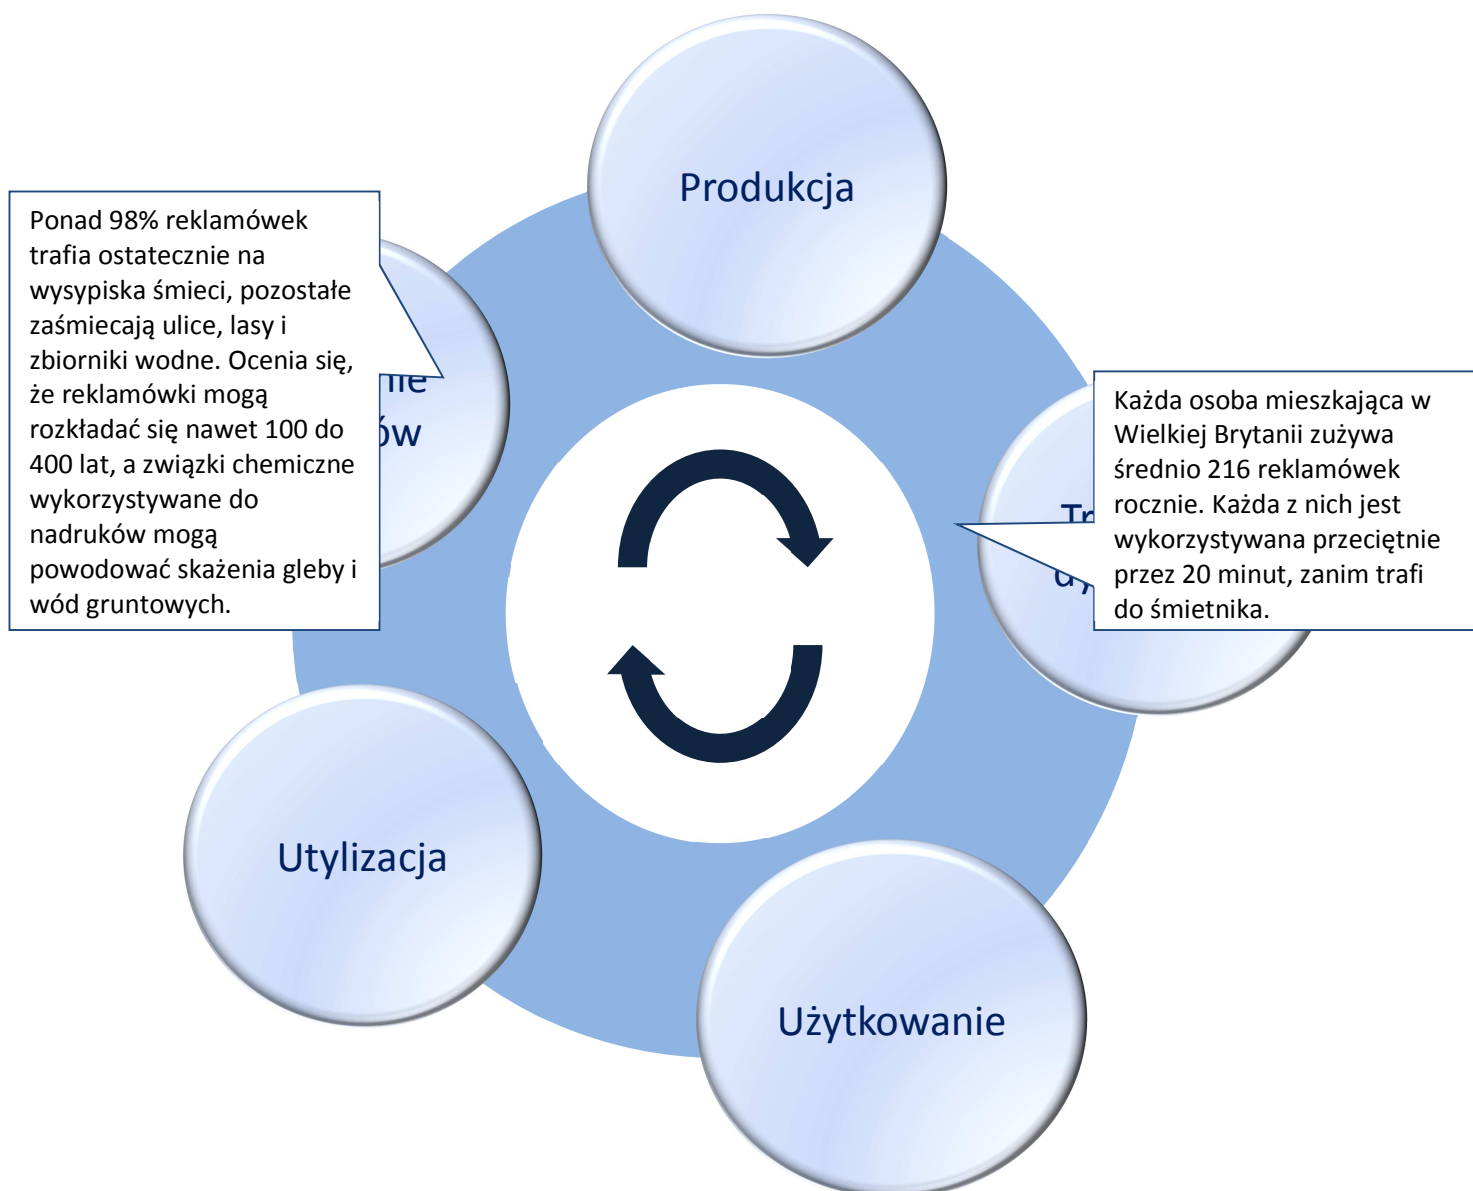 Produkcja
Ponad 98% reklamówek
trafia ostatecznie na
wysypiska śmieci, pozostałe
zaśmiecają ulice, lasy i
zbiorniki wodne. Ocenia się,
że reklamówki mogą
rozkładać się nawet 100 do
400 lat, a związki chemiczne
wykorzystywane do
nadruków mogą
powodować skażenia gleby i
wód gruntowych.
Każda osoba mieszkająca w
Wielkiej Brytanii zużywa
średnio 216 reklamówek
rocznie. Każda z nich jest
wykorzystywana przeciętnie
przez 20 minut, zanim trafi
do śmietnika.
Utylizacja
Użytkowanie